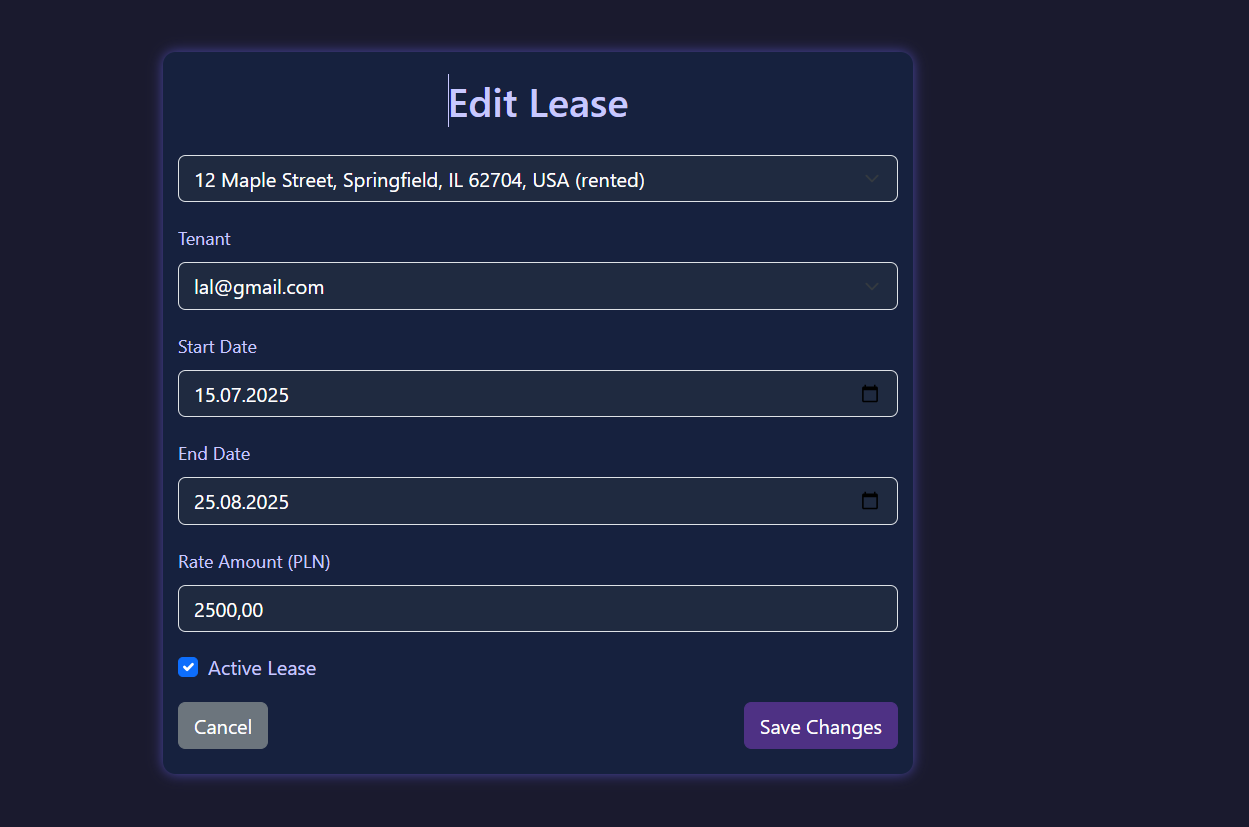 Edit Lease
12 Maple Street, Springfield, IL 62704, USA (rented)
Tenant
lal@gmail.com
Start Date
15.07.2025
End Date
25.08.2025
Rate Amount (PLN)
2500,00
Active Lease
Cancel
Save Changes